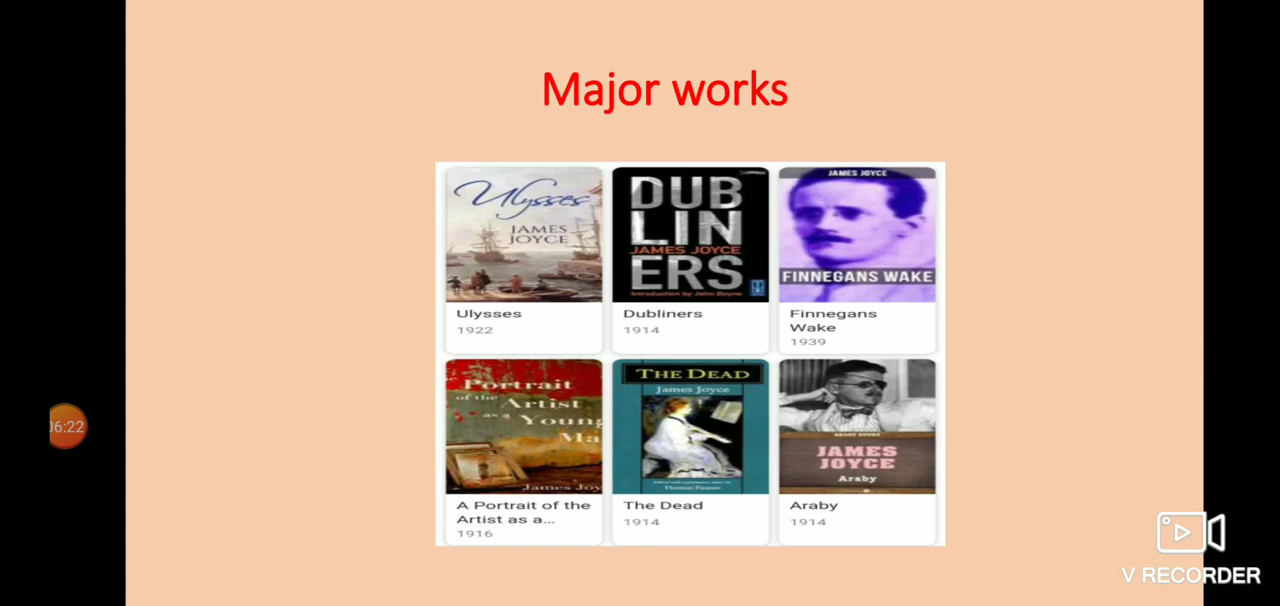 Major works
Ulysses
JAMES
JOYCE
Ulysses
1922
DUB
LIN
JAMES JOYCE
ERS
Introduction by John Boyne
Dubliners
1914
JAMES JOYCE
FINNEGANS WAKE
Finnegans
Wake
1939
Portrait
of the Artist
as a Young
Ma
James Joy
A Portrait of the
Artist as a...
1916
THE DEAD
James Joyce
The Dead
1914
JAMES
JOYCE
Araby
Araby
1914
06:22
V RECORDER